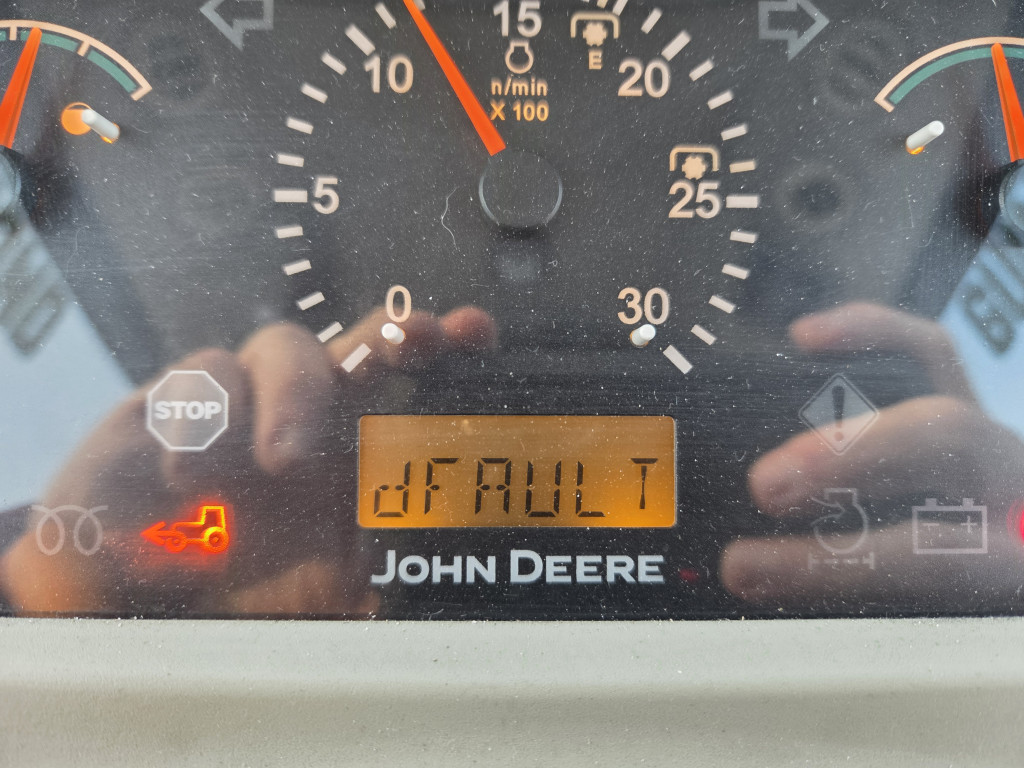 15
10
20
n/min
X 100
E
5
25
0
30
STOP
dFAULT
JOHN DEERE